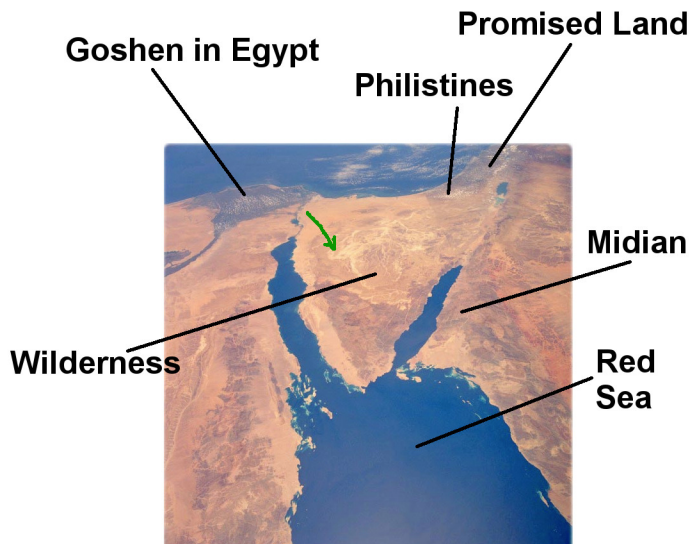 Promised Land
Goshen in Egypt
Philistines
Midian
Wilderness
Red
Sea